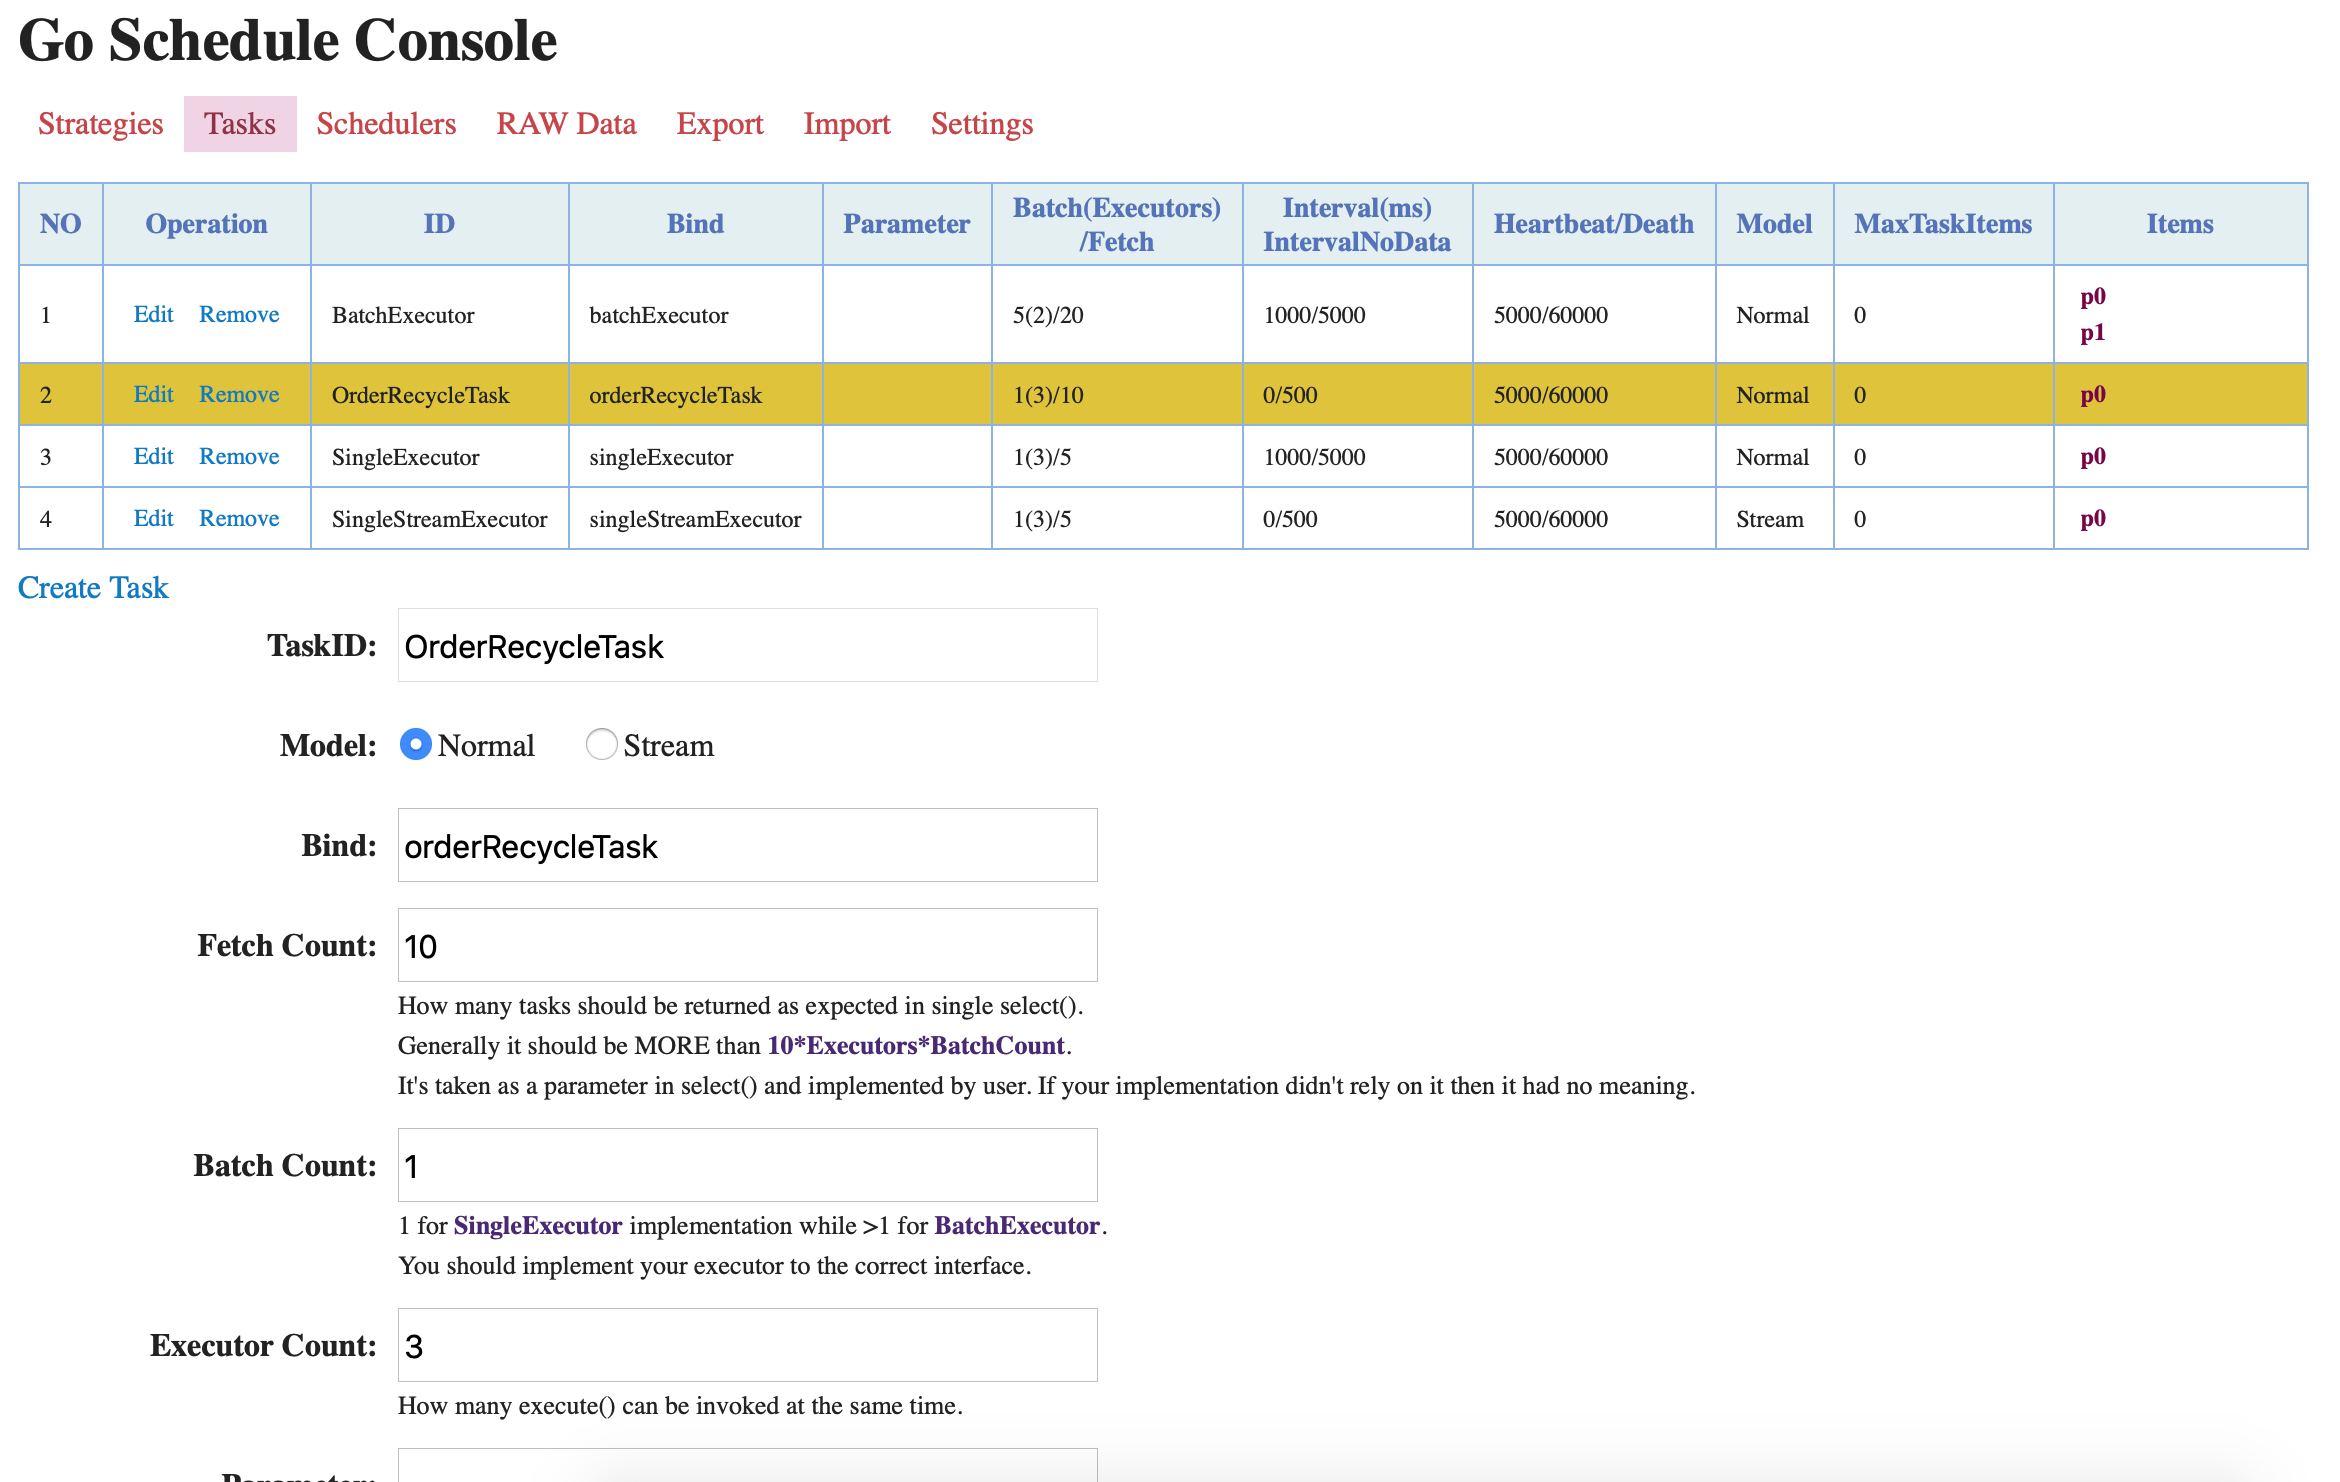 Go Schedule Console
Strategies Tasks Schedulers RAW Data Export Import Settings
NO Operation ID Bind Parameter Batch(Executors) /Fetch Interval(ms) IntervalNoData Heartbeat/Death Model MaxTaskItems Items
1 Edit Remove BatchExecutor batchExecutor 5(2)/20 1000/5000 5000/60000 Normal 0 p0 p1
2 Edit Remove OrderRecycleTask orderRecycleTask 1(3)/10 0/500 5000/60000 Normal 0 p0
3 Edit Remove SingleExecutor singleExecutor 1(3)/5 1000/5000 5000/60000 Normal 0 p0
4 Edit Remove SingleStreamExecutor singleStreamExecutor 1(3)/5 0/500 5000/60000 Stream 0 p0
Create Task
TaskID: OrderRecycleTask
Model: Normal Stream
Bind: orderRecycleTask
Fetch Count: 10
How many tasks should be returned as expected in single select().
Generally it should be MORE than 10*Executors*BatchCount.
It's taken as a parameter in select() and implemented by user. If your implementation didn't rely on it then it had no meaning.
Batch Count: 1
1 for SingleExecutor implementation while >1 for BatchExecutor.
You should implement your executor to the correct interface.
Executor Count: 3
How many execute() can be invoked at the same time.